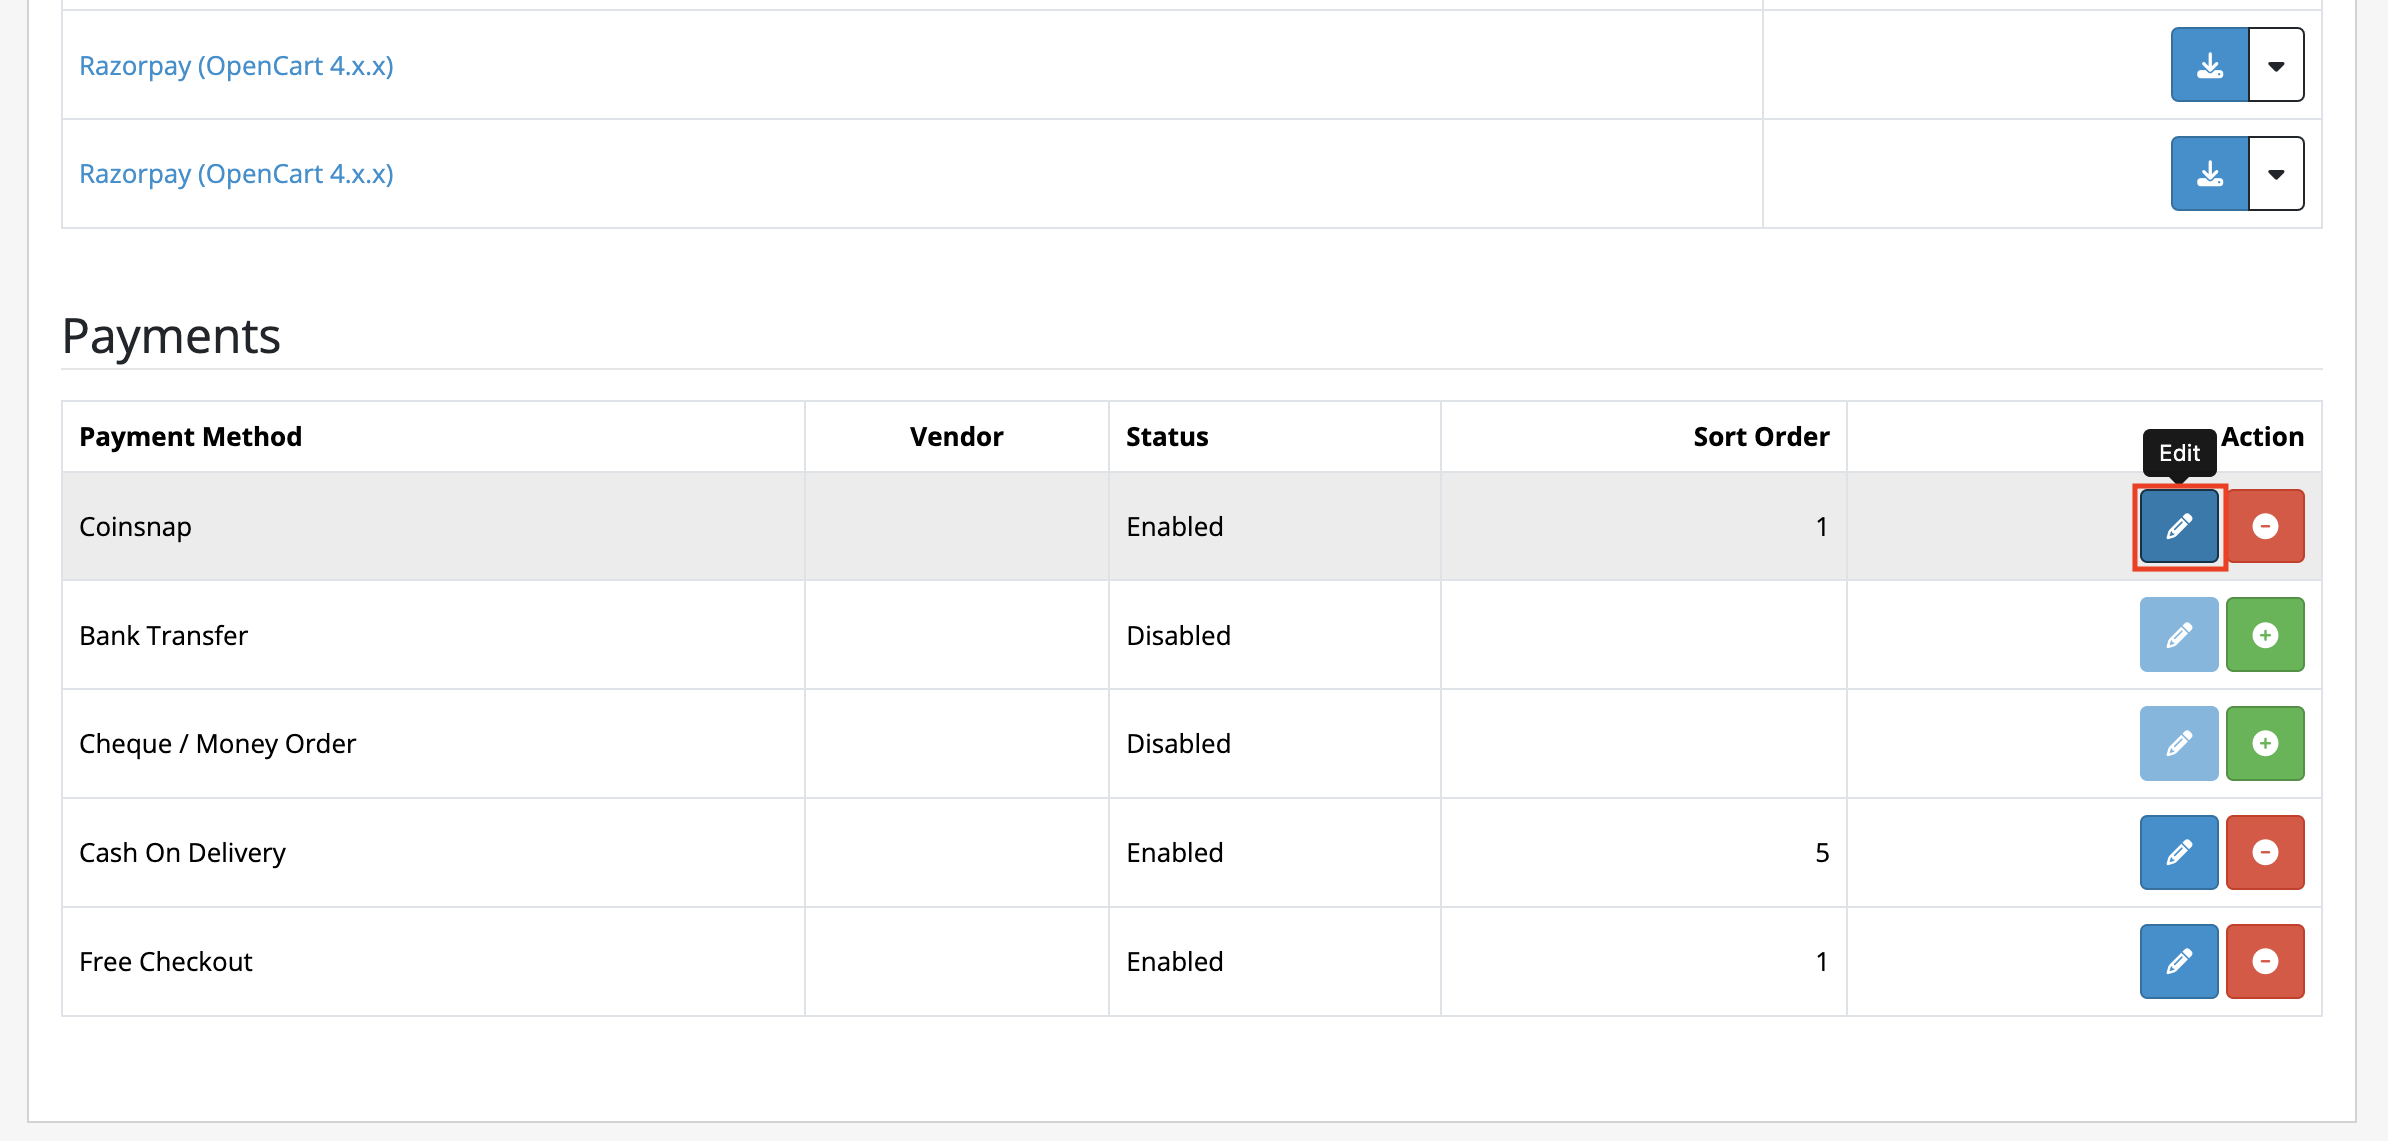 Razorpay (OpenCart 4.x.x)
Razorpay (OpenCart 4.x.x)
Payments
Payment Method Vendor Status Sort Order Action
Edit
Coinsnap Enabled 1
Bank Transfer Disabled
Cheque / Money Order Disabled
Cash On Delivery Enabled 5
Free Checkout Enabled 1